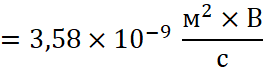 = 3,58 × 10⁻⁹ м² × В / с